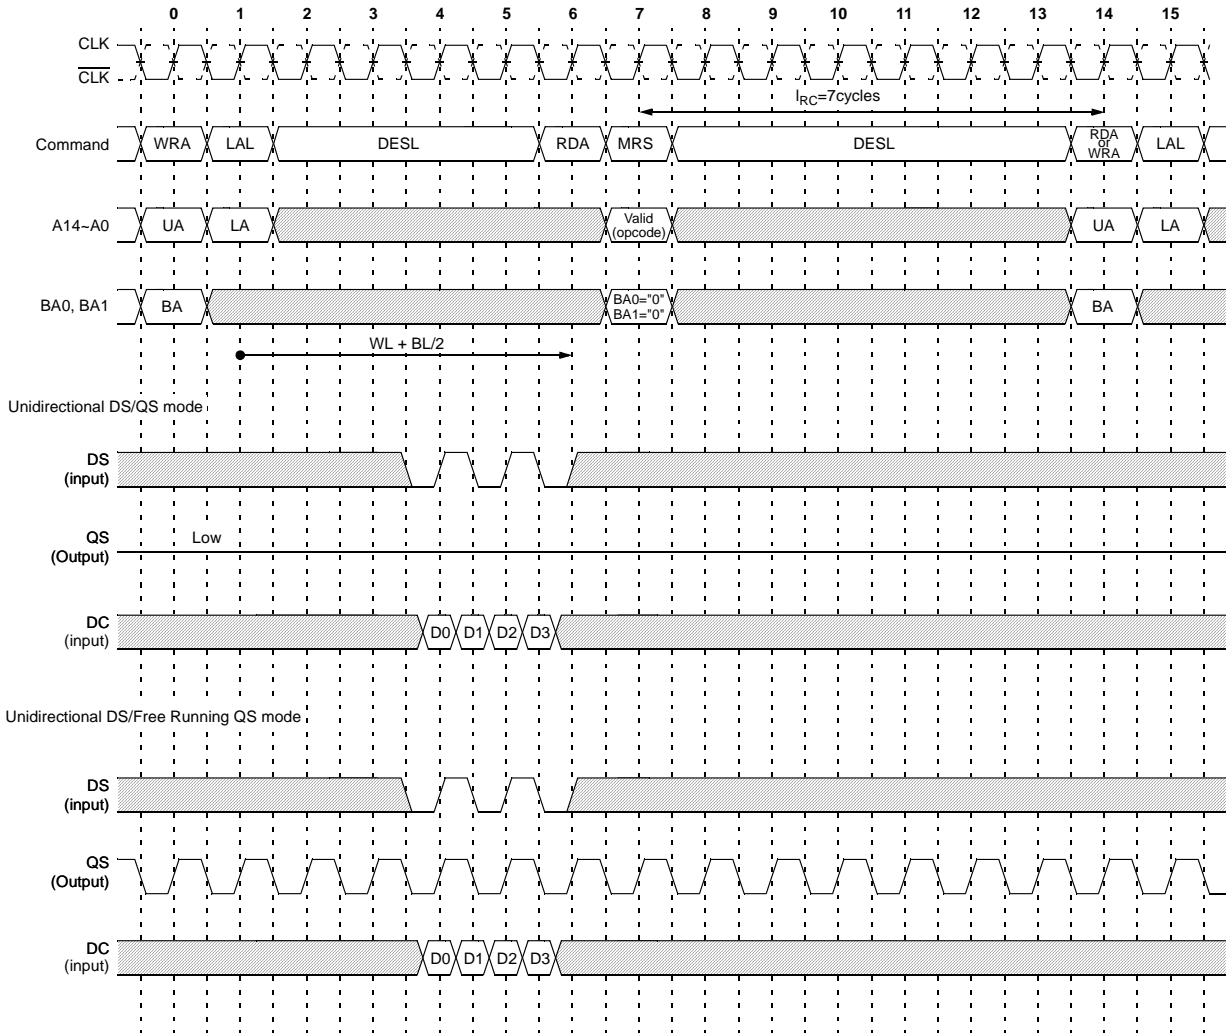 0 1 2 3 4 5 6 7 8 9 10 11 12 13 14 15
CLK
CLK
IRC=7cycles
Command WRA LAL DESL RDA MRS DESL RDA or WRA LAL
A14~A0 UA LA Valid (opcode) UA LA
BA0, BA1 BA BA0="0" BA1="0" BA
WL + BL/2
Unidirectional DS/QS mode
DS
(input)
QS
(Output)
Low
DC
(input)
D0 D1 D2 D3
Unidirectional DS/Free Running QS mode
DS
(input)
QS
(Output)
DC
(input)
D0 D1 D2 D3